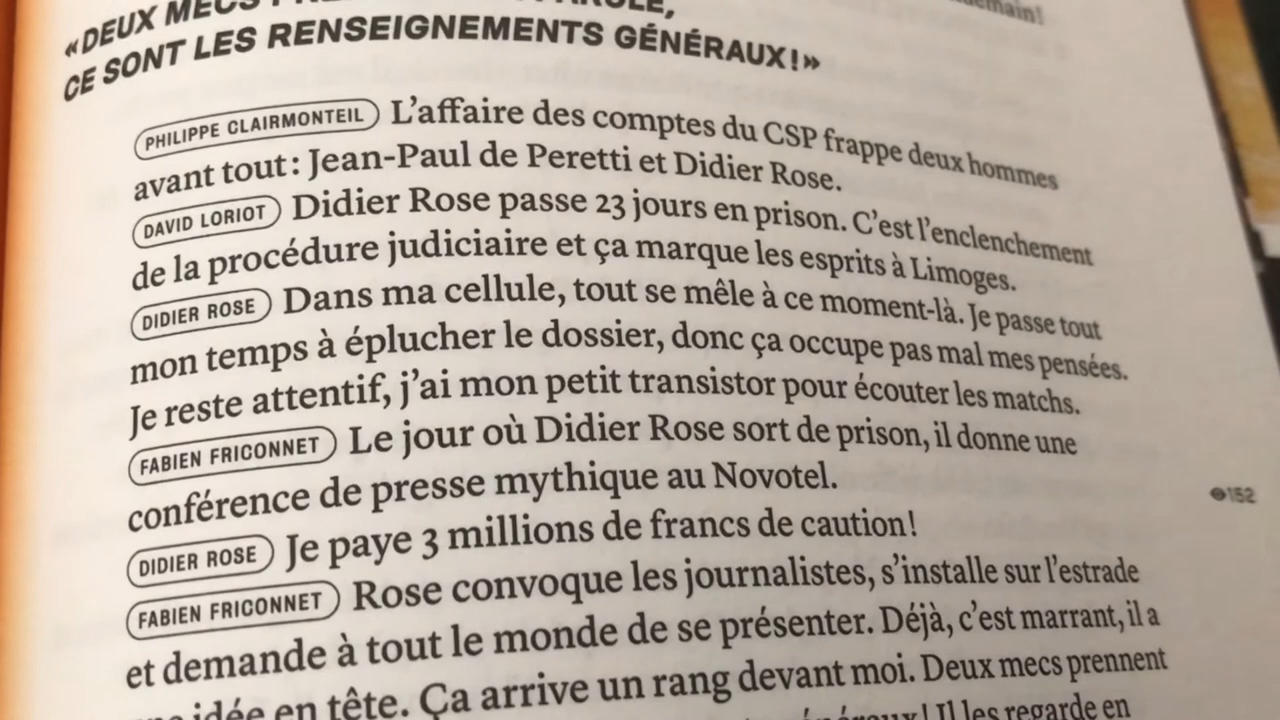 demain!
«DEUX MECS PRENNENT PAROLE,
CE SONT LES RENSEIGNEMENTS GÉNÉRAUX!»
PHILIPPE CLAIRMONTEIL L'affaire des comptes du CSP frappe deux hommes
avant tout: Jean-Paul de Peretti et Didier Rose.
DAVID LORIOT Didier Rose passe 23 jours en prison. C'est l'enclenchement
de la procédure judiciaire et ça marque les esprits à Limoges.
DIDIER ROSE Dans ma cellule, tout se mêle à ce moment-là. Je passe tout
mon temps à éplucher le dossier, donc ça occupe pas mal mes pensées.
Je reste attentif, j'ai mon petit transistor pour écouter les matchs.
FABIEN FRICONNET Le jour où Didier Rose sort de prison, il donne une
conférence de presse mythique au Novotel.
152
DIDIER ROSE Je paye 3 millions de francs de caution!
FABIEN FRICONNET Rose convoque les journalistes, s'installe sur l'estrade
et demande à tout le monde de se présenter. Déjà, c'est marrant, il a
idée en tête. Ça arrive un rang devant moi. Deux mecs prennent
! Il les regarde en